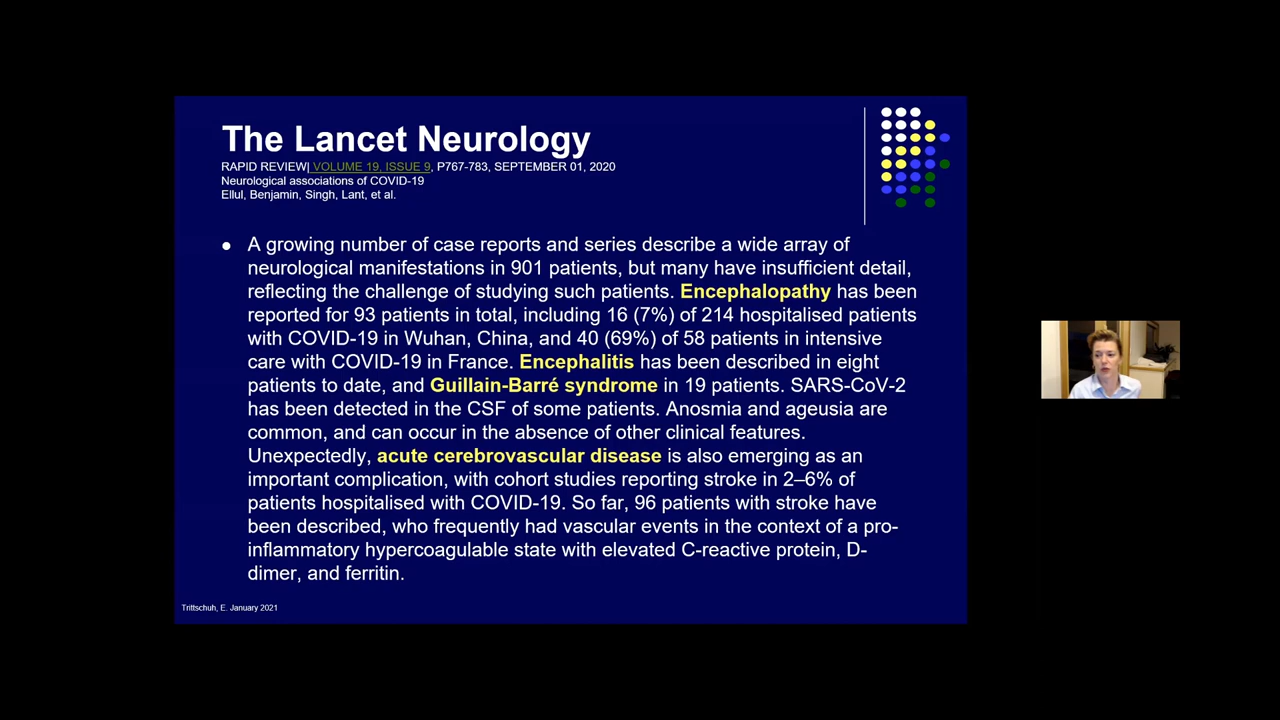 The Lancet Neurology
RAPID REVIEW| VOLUME 19, ISSUE 9, P767-783, SEPTEMBER 01, 2020
Neurological associations of COVID-19
Ellul, Benjamin, Singh, Lant, et al.
● A growing number of case reports and series describe a wide array of
neurological manifestations in 901 patients, but many have insufficient detail,
reflecting the challenge of studying such patients. Encephalopathy has been
reported for 93 patients in total, including 16 (7%) of 214 hospitalised patients
with COVID-19 in Wuhan, China, and 40 (69%) of 58 patients in intensive
care with COVID-19 in France. Encephalitis has been described in eight
patients to date, and Guillain-Barré syndrome in 19 patients. SARS-CoV-2
has been detected in the CSF of some patients. Anosmia and ageusia are
common, and can occur in the absence of other clinical features.
Unexpectedly, acute cerebrovascular disease is also emerging as an
important complication, with cohort studies reporting stroke in 2–6% of
patients hospitalised with COVID-19. So far, 96 patients with stroke have
been described, who frequently had vascular events in the context of a pro-
inflammatory hypercoagulable state with elevated C-reactive protein, D-
dimer, and ferritin.
Trittschuh, E. January 2021